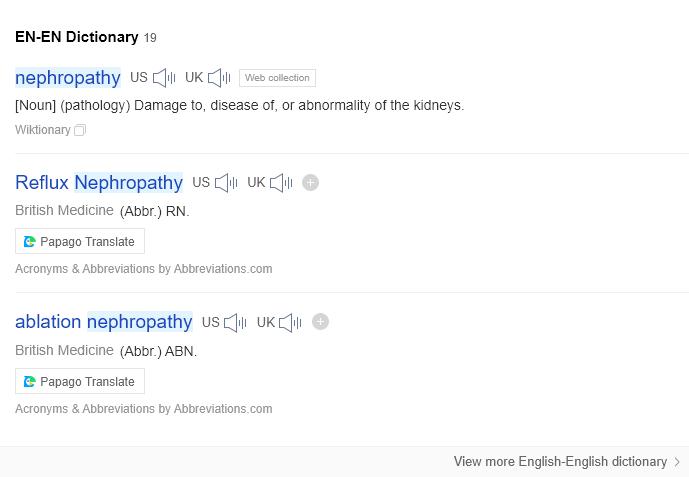 EN-EN Dictionary 19
nephropathy US UK Web collection
[Noun] (pathology) Damage to, disease of, or abnormality of the kidneys.
Wiktionary
Reflux Nephropathy US UK
British Medicine (Abbr.) RN.
Papago Translate
Acronyms & Abbreviations by Abbreviations.com
ablation nephropathy US UK
British Medicine (Abbr.) ABN.
Papago Translate
Acronyms & Abbreviations by Abbreviations.com
View more English-English dictionary